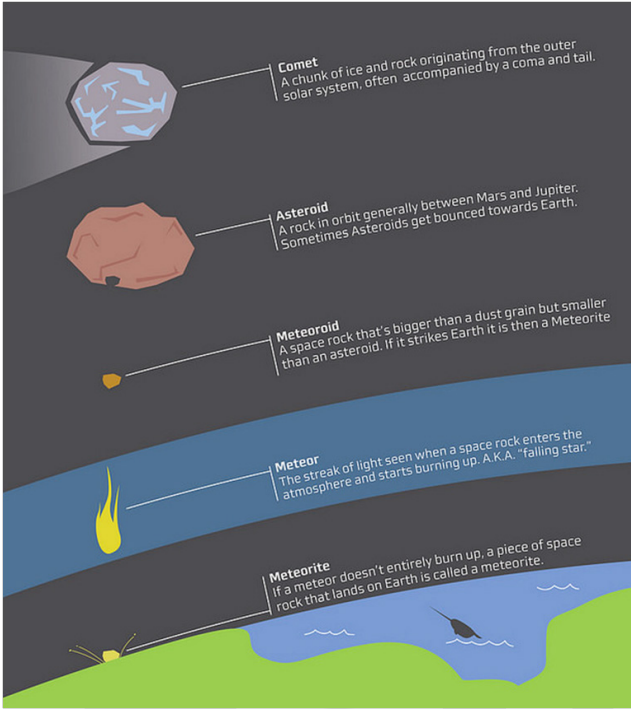 Comet
A chunk of ice and rock originating from the outer
solar system, often accompanied by a coma and tail.
Asteroid
A rock in orbit generally between Mars and Jupiter.
Sometimes Asteroids get bounced towards Earth.
Meteoroid
A space rock that's bigger than a dust grain but smaller
than an asteroid. If it strikes Earth it is then a Meteorite
Meteor
The streak of light seen when a space rock enters the
atmosphere and starts burning up. A.K.A. "falling star."
Meteorite
If a meteor doesn't entirely burn up, a piece of space
rock that lands on Earth is called a meteorite.